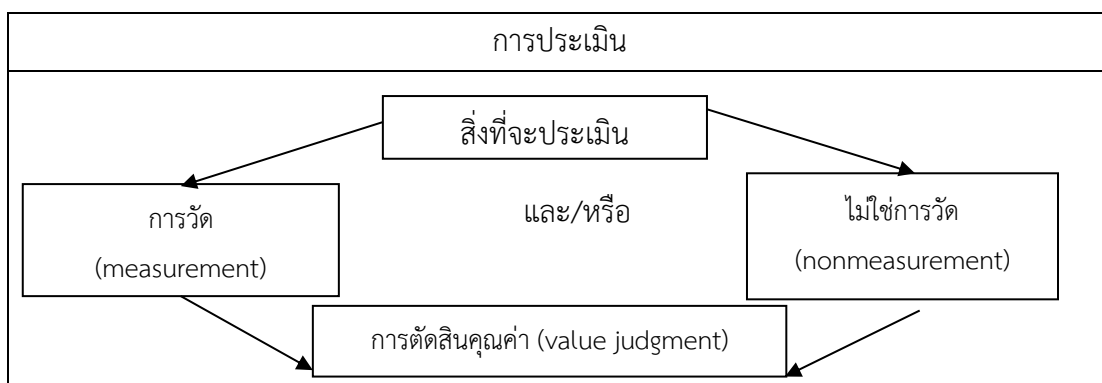 การประเมิน
สิ่งที่จะประเมิน
การวัด
(measurement)
และ/หรือ
ไม่ใช่การวัด
(nonmeasurement)
การตัดสินคุณค่า (value judgment)